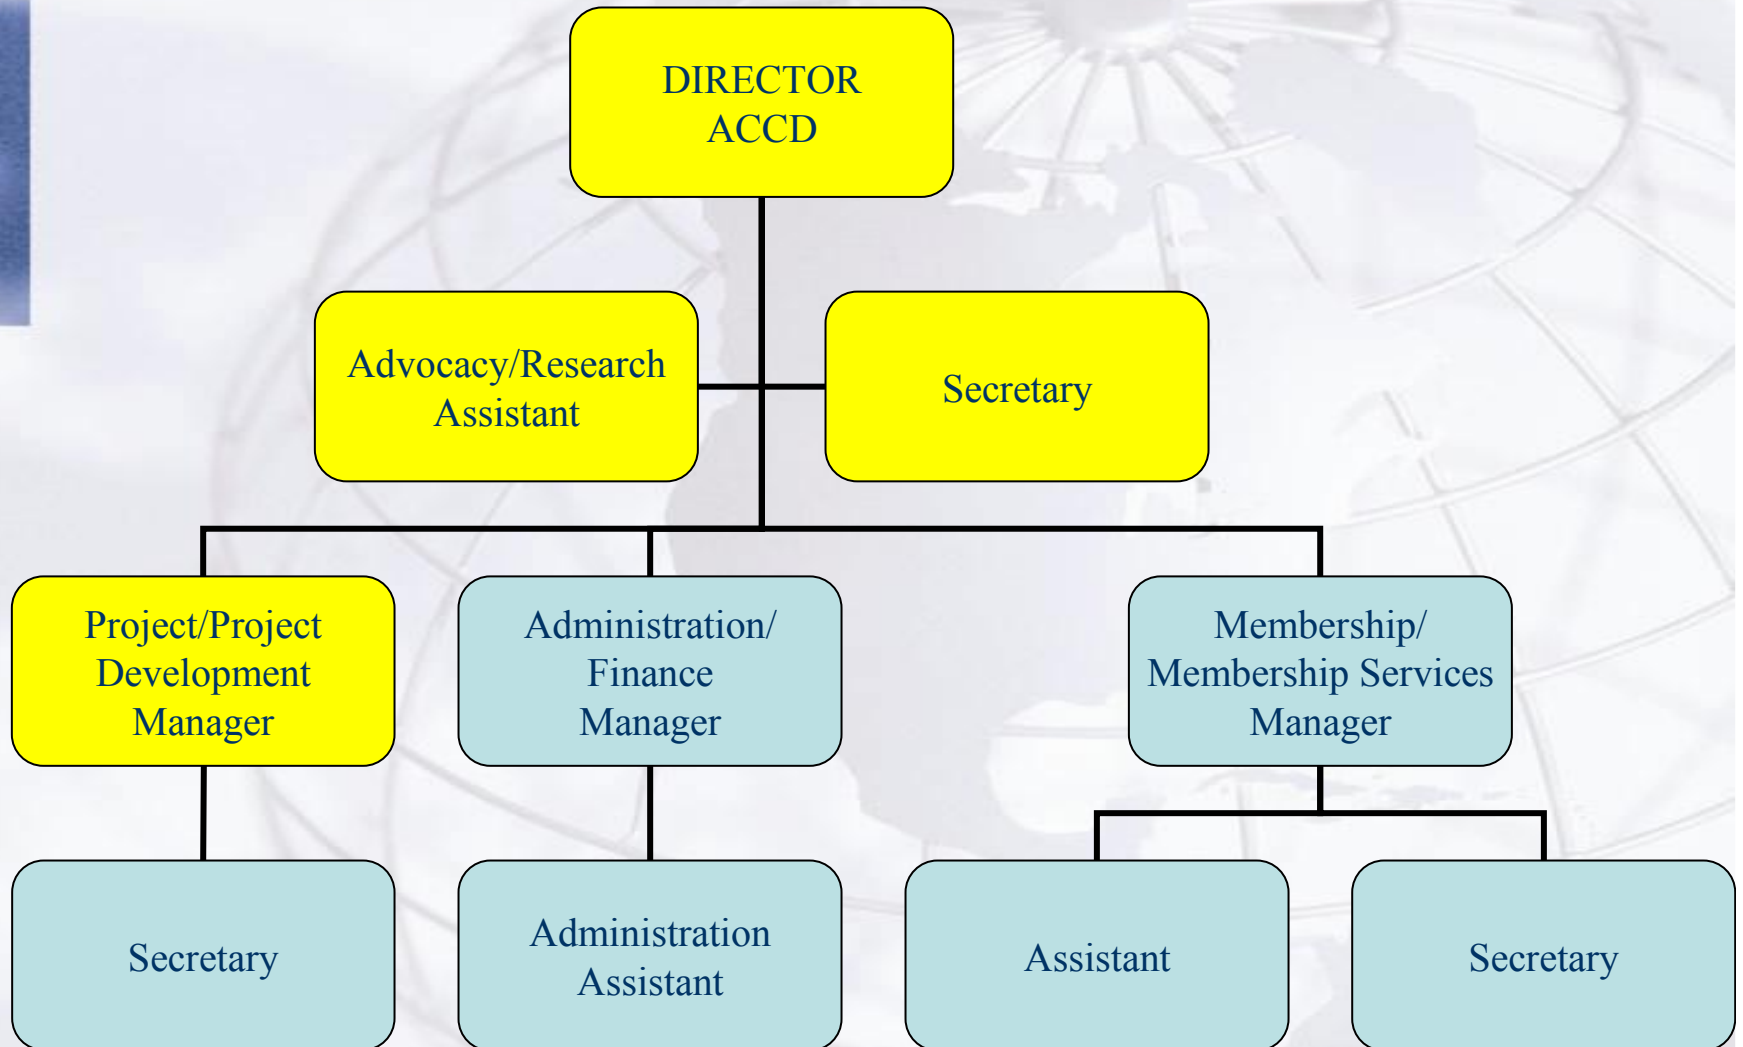 DIRECTOR
ACCD
Advocacy/Research
Assistant
Secretary
Project/Project
Development
Manager
Administration/
Finance
Manager
Membership/
Membership Services
Manager
Secretary
Administration
Assistant
Assistant
Secretary